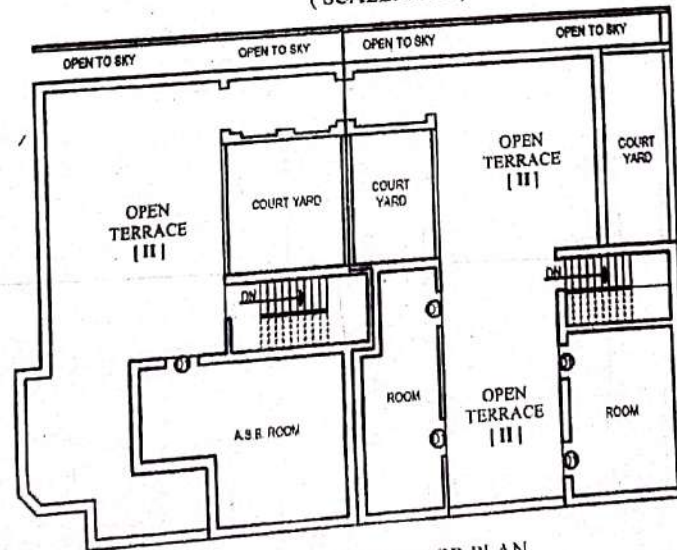 OPEN TO SKY
OPEN TO SKY
OPEN TO SKY
OPEN TO SKY
OPEN
TERRACE
[ II ]
COURT YARD
COURT
YARD
OPEN
TERRACE
[ II ]
COURT
YARD
DN
DN
A.S.B. ROOM
ROOM
OPEN
TERRACE
[ II ]
ROOM
PLAN